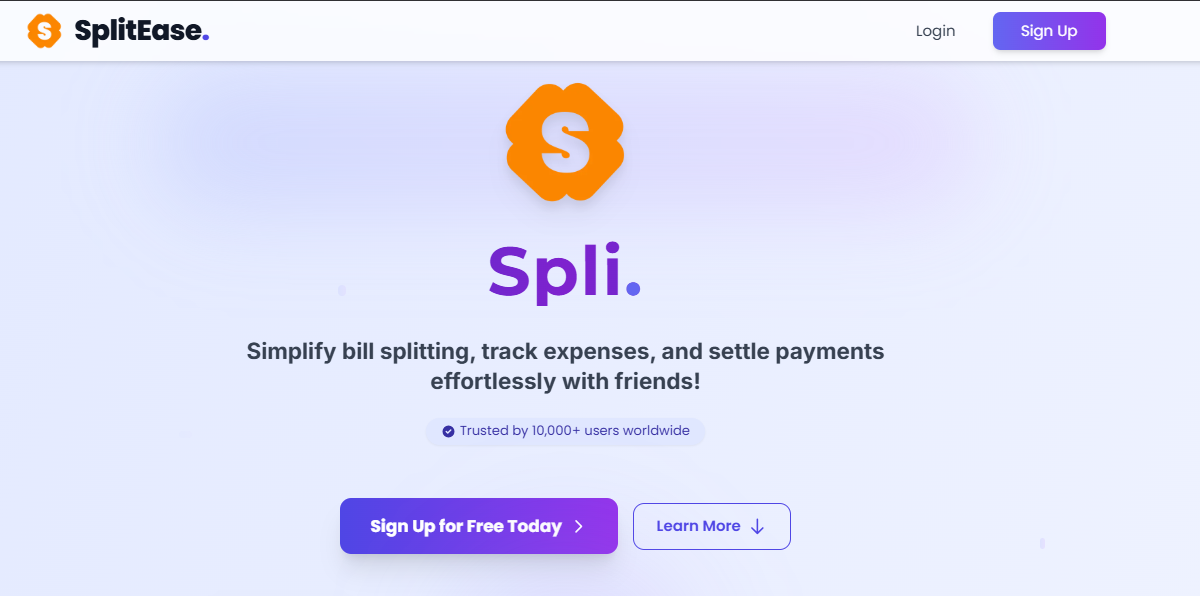 S SplitEase.
Login
Sign Up
S
Spli.
Simplify bill splitting, track expenses, and settle payments
effortlessly with friends!
Trusted by 10,000+ users worldwide
Sign Up for Free Today
Learn More